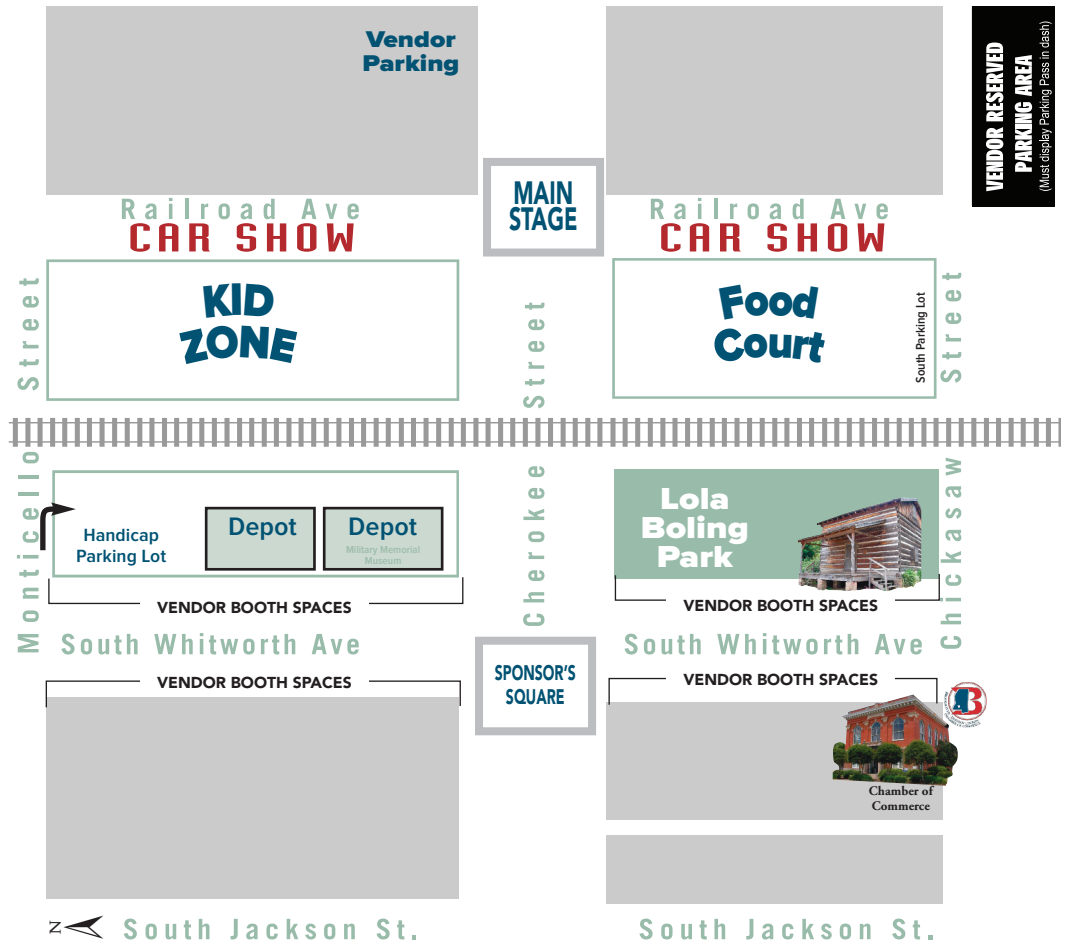 Vendor
Parking
VENDOR RESERVED
PARKING AREA
(Must display Parking Pass in dash)
MAIN
STAGE
Railroad Ave
CAR SHOW
Railroad Ave
CAR SHOW
Street
KID
ZONE
Street
Food
Court
South Parking Lot
Street
Monticello
Handicap
Parking Lot
Depot
Depot
Military Memorial
Museum
Cherokee
Lola
Boling
Park
Chickasaw
VENDOR BOOTH SPACES
VENDOR BOOTH SPACES
South Whitworth Ave
South Whitworth Ave
VENDOR BOOTH SPACES
SPONSOR'S
SQUARE
VENDOR BOOTH SPACES
B
Chamber of
Commerce
N
South Jackson St.
South Jackson St.